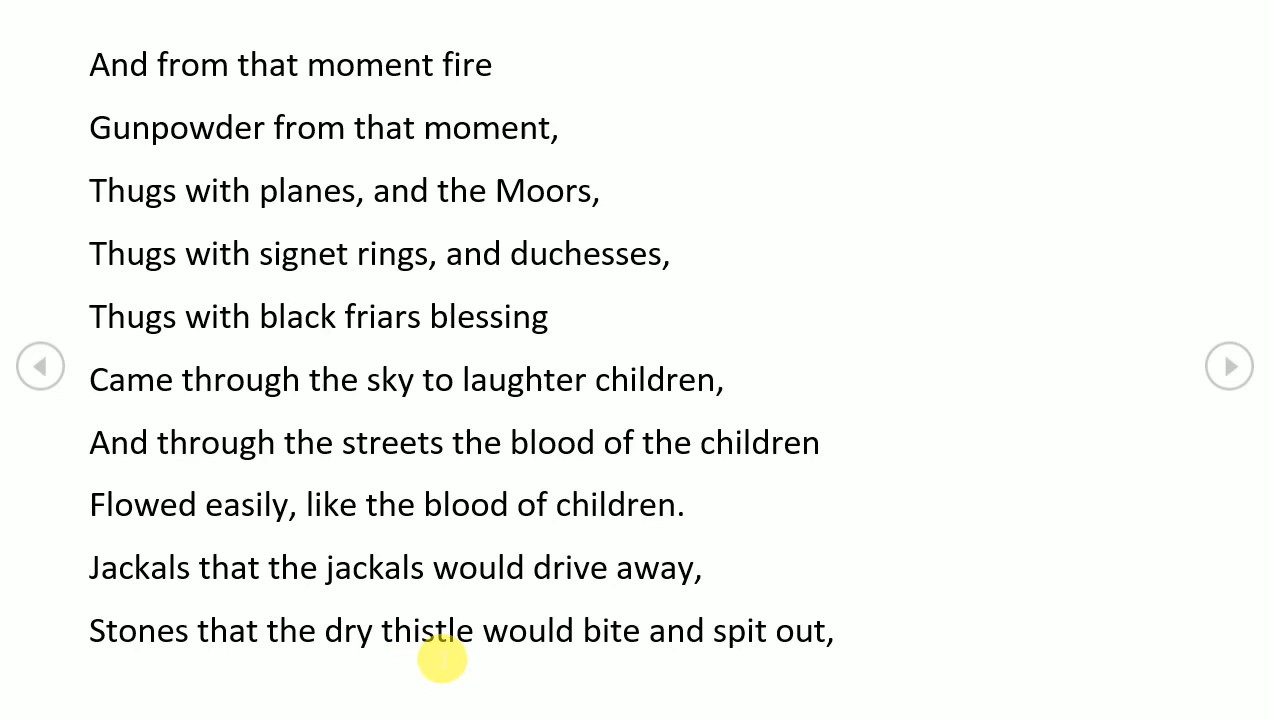 And from that moment fire
Gunpowder from that moment,
Thugs with planes, and the Moors,
Thugs with signet rings, and duchesses,
Thugs with black friars blessing
Came through the sky to laughter children,
And through the streets the blood of the children
Flowed easily, like the blood of children.
Jackals that the jackals would drive away,
Stones that the dry thistle would bite and spit out,